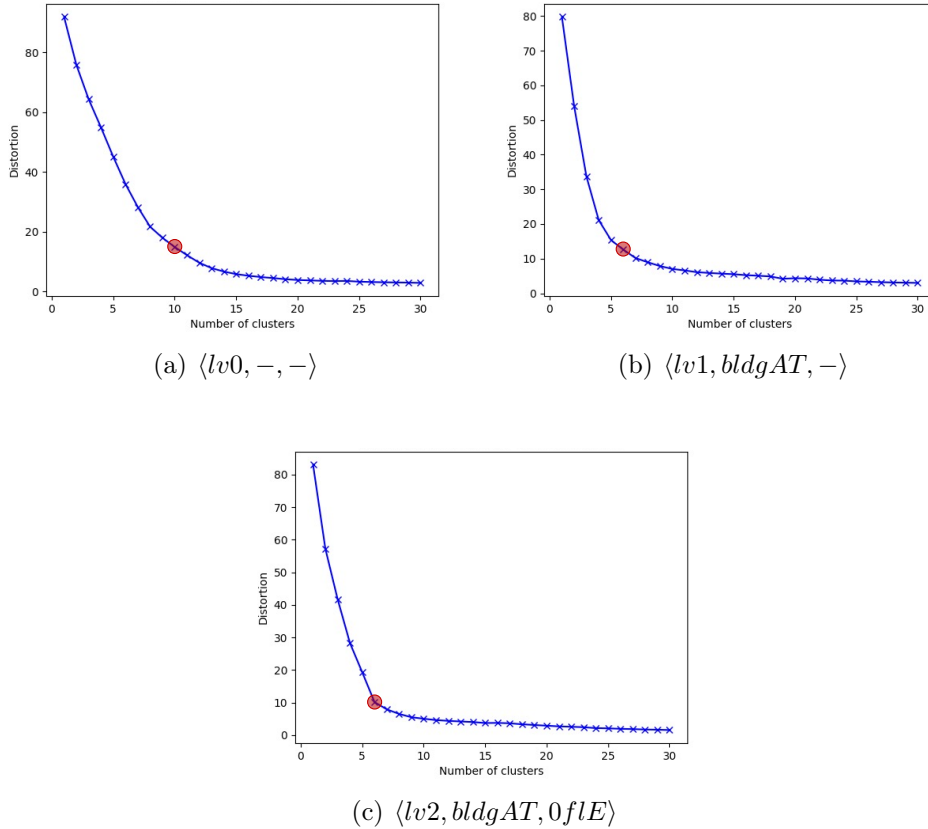 80
60
40
20
0
Distortion
0 5 10 15 20 25 30
Number of clusters
(a) ⟨lv0, −, −⟩
80
70
60
50
40
30
20
10
0
Distortion
0 5 10 15 20 25 30
Number of clusters
(b) ⟨lv1, bldgAT, −⟩
80
70
60
50
40
30
20
10
0
Distortion
0 5 10 15 20 25 30
Number of clusters
(c) ⟨lv2, bldgAT, 0flE⟩